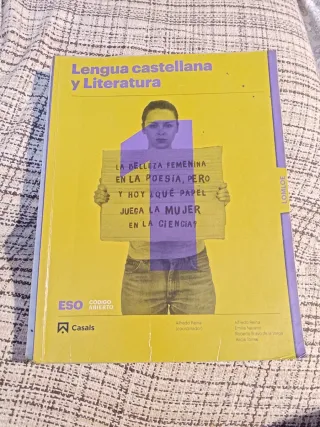 Lengua castellana
y Literatura
1
LA BELLEZA FEMENINA
EN LA POESÍA, PERO
Y HOY ¿QUÉ PAPEL
JUEGA LA MUJER
EN LA CIENCIA?
LOMLOE
ESO
CÓDIGO
ABIERTO
Casals